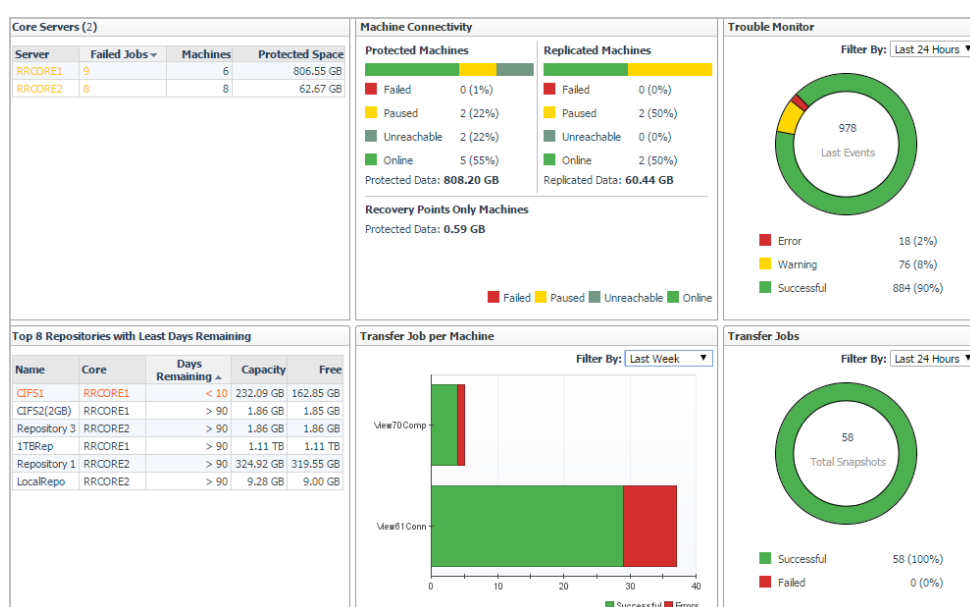 Core Servers (2)
Server Failed Jobs Machines Protected Space
RRCORE1 9 6 806.55 GB
RRCORE2 8 8 62.67 GB
Machine Connectivity
Protected Machines
Failed 0 (1%)
Paused 2 (22%)
Unreachable 2 (22%)
Online 5 (55%)
Protected Data: 808.20 GB
Replicated Machines
Failed 0 (0%)
Paused 2 (50%)
Unreachable 0 (0%)
Online 2 (50%)
Replicated Data: 60.44 GB
Recovery Points Only Machines
Protected Data: 0.59 GB
Failed Paused Unreachable Online
Trouble Monitor
Filter By: Last 24 Hours
978
Last Events
Error 18 (2%)
Warning 76 (8%)
Successful 884 (90%)
Top 8 Repositories with Least Days Remaining
Name Core Days Remaining Capacity Free
CIFS1 RRCORE1 < 10 232.09 GB 162.85 GB
CIFS2(2GB) RRCORE1 > 90 1.86 GB 1.85 GB
Repository 3 RRCORE2 > 90 1.86 GB 1.86 GB
1TBRep RRCORE1 > 90 1.11 TB 1.11 TB
Repository 1 RRCORE2 > 90 324.92 GB 319.55 GB
LocalRepo RRCORE2 > 90 9.28 GB 9.00 GB
Transfer Job per Machine
Filter By: Last Week
View70Comp
View61Conn
0 10 20 30 40
Successful Errors
Transfer Jobs
Filter By: Last 24 Hours
58
Total Snapshots
Successful 58 (100%)
Failed 0 (0%)